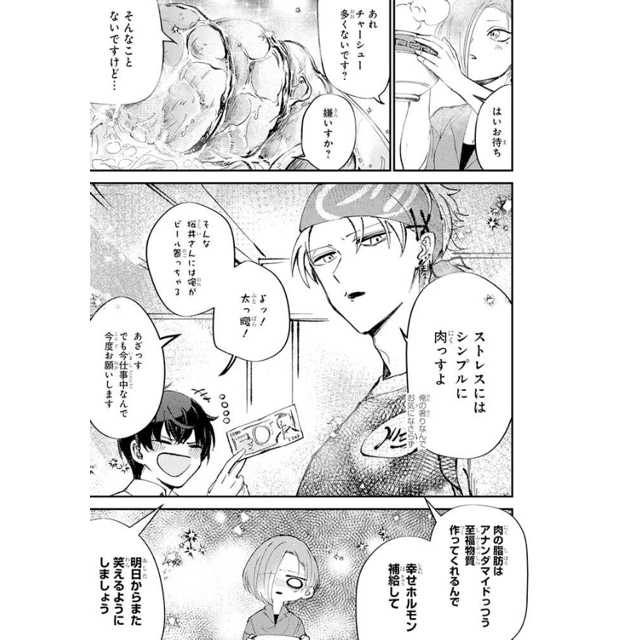 はいお待ち
あれ
チャーシュー
多くないです？
嫌いすか？
そんなこと
ないですけど…
ストレスには
シンプルに
肉っすよ
俺の奢りなんで
お気になさらず
よッ！
太っ腹！
そんな
坂井さんには俺が
ビール奢っちゃる
あざっす
でも今仕事中なんで
今度お願いします
肉の脂肪は
アナンダマイドっつう
至福物質
作ってくれるんで
幸せホルモン
補給して
明日からまた
笑えるように
しましょう